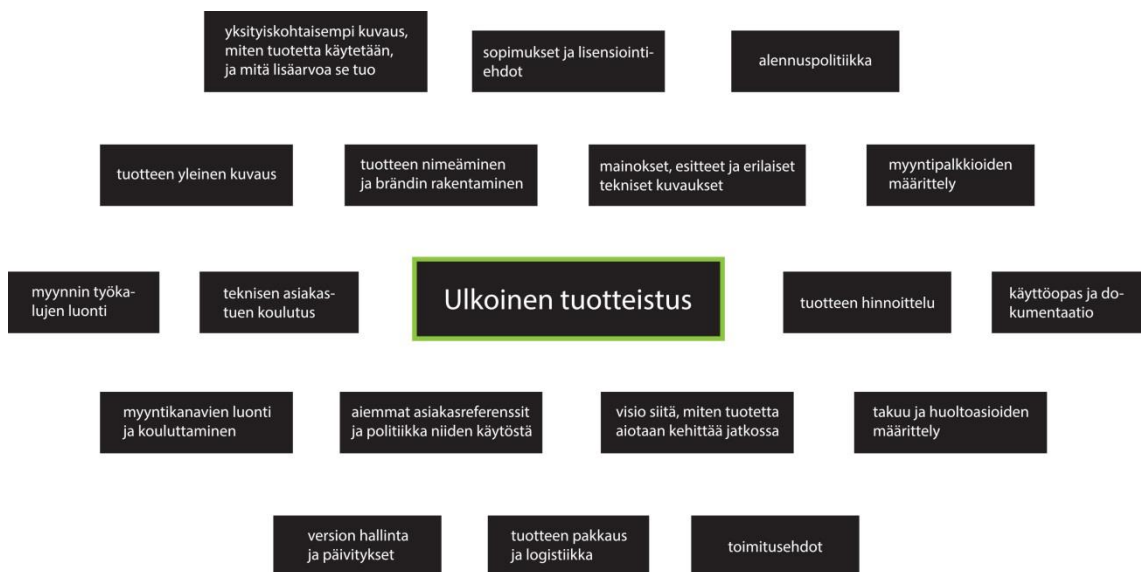 yksityiskohtaisempi kuvaus,
miten tuotetta käytetään,
ja mitä lisäarvoa se tuo
sopimukset ja lisensiointi-
ehdot
alennuspolitiikka
tuotteen yleinen kuvaus
tuotteen nimeäminen
ja brändin rakentaminen
mainokset, esitteet ja erilaiset
tekniset kuvaukset
myyntipalkkioiden
määrittely
myynnin työka-
lujen luonti
teknisen asiakas-
tuen koulutus
Ulkoinen tuotteistus
tuotteen hinnoittelu
käyttöopas ja do-
kumentaatio
myyntikanavien luonti
ja kouluttaminen
aiemmat asiakasreferenssit
ja politiikka niiden käytöstä
visio siitä, miten tuotetta
aiotaan kehittää jatkossa
takuu ja huoltoasioiden
määrittely
version hallinta
ja päivitykset
tuotteen pakkaus
ja logistiikka
toimitusehdot